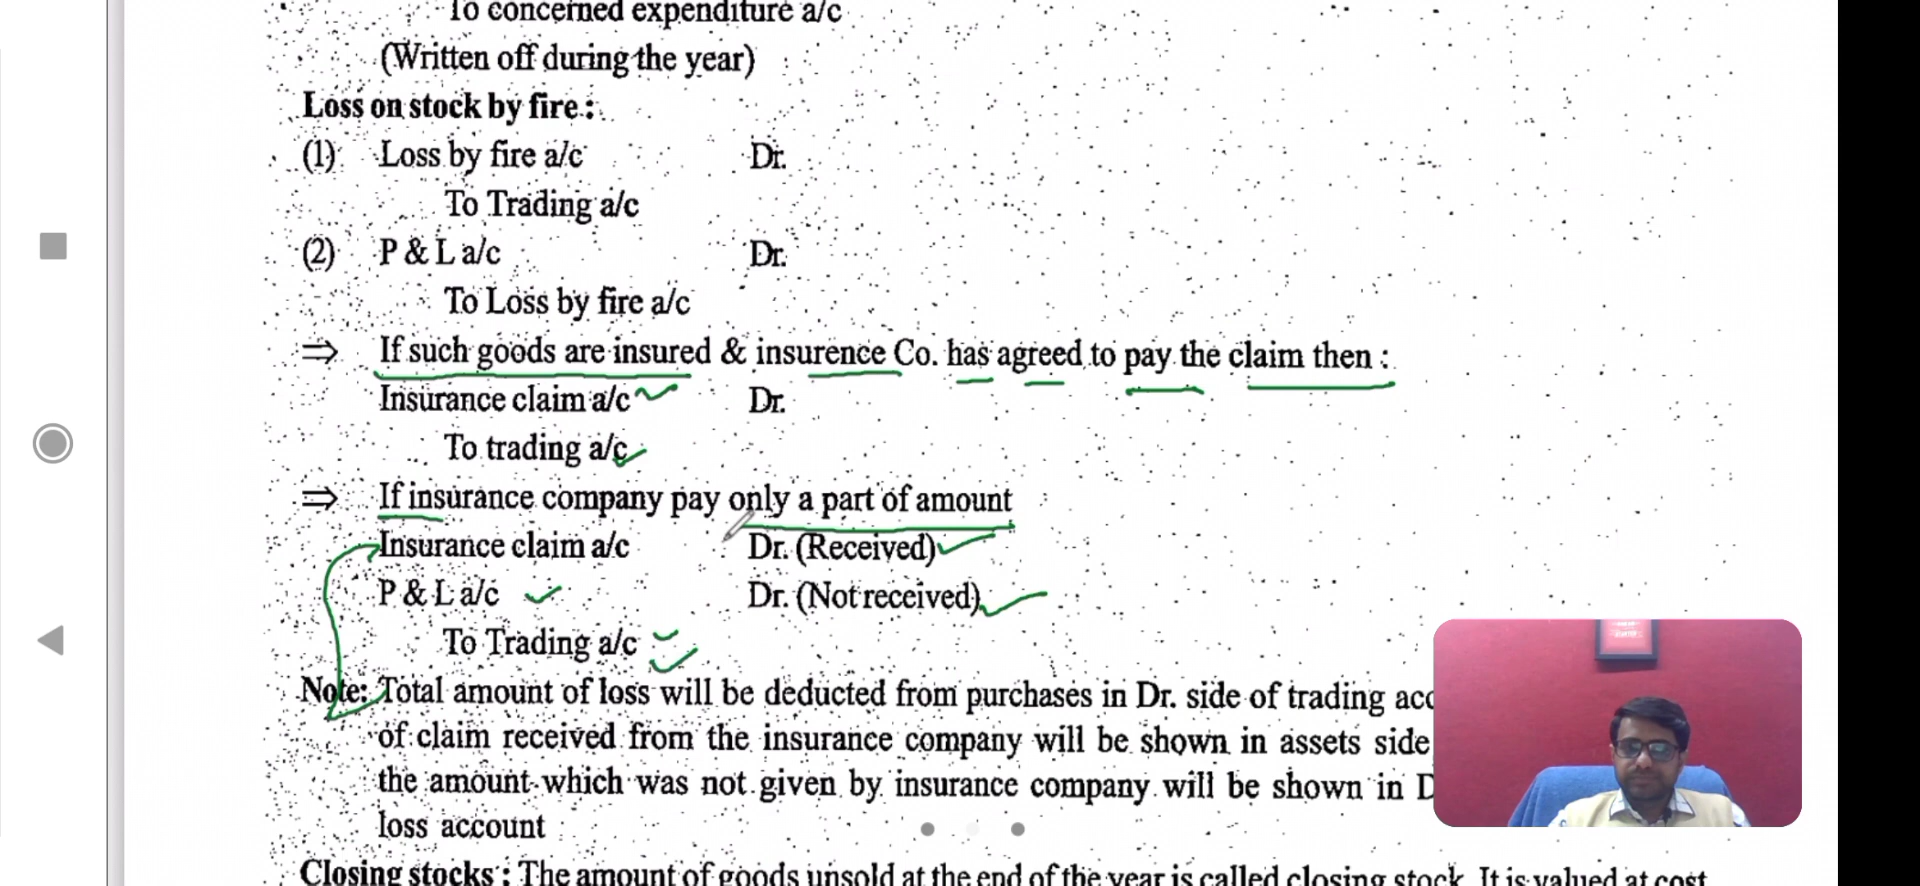 To concerned expenditure a/c
(Written off during the year)
Loss on stock by fire :
(1) Loss by fire a/c Dr.
To Trading a/c
(2) P & L a/c Dr.
To Loss by fire a/c
⇒ If such goods are insured & insurence Co. has agreed to pay the claim then :
Insurance claim a/c Dr.
To trading a/c
⇒ If insurance company pay only a part of amount
Insurance claim a/c Dr. (Received)
P & L a/c Dr. (Not received)
To Trading a/c
Note: Total amount of loss will be deducted from purchases in Dr. side of trading
of claim received from the insurance company will be shown in assets side
the amount which was not given by insurance company will be shown in
loss account
Closing stocks : The amount of goods unsold at the end of the year is called closing stock. It is valued at cost